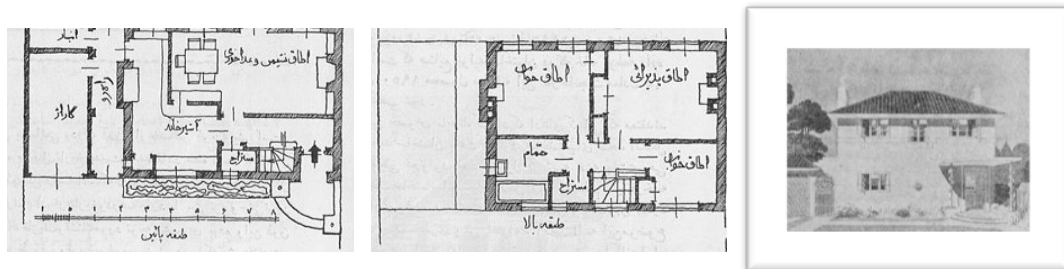 انبار
اطاق نشیمن و غذاخوری
راهرو
گاراژ
آشپزخانه
مستراح
طبقه پائین
اطاق خواب
اطاق پذیرائی
حمام
اطاق خواب
مستراح
طبقه بالا